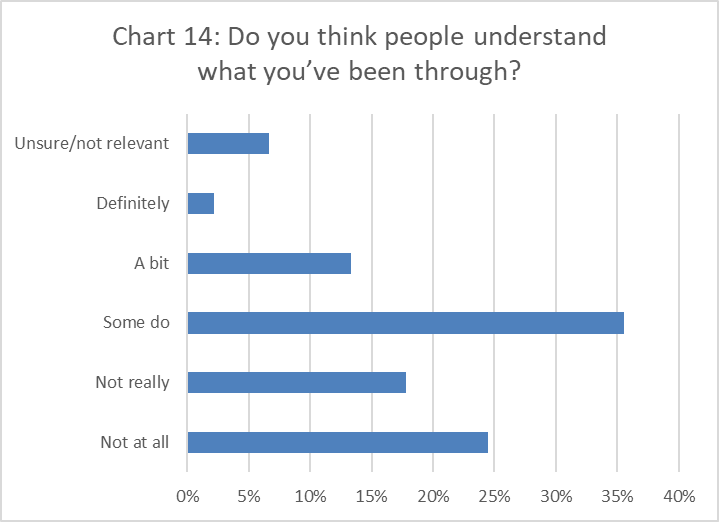 Chart 14: Do you think people understand
what you’ve been through?
Unsure/not relevant
Definitely
A bit
Some do
Not really
Not at all
0% 5% 10% 15% 20% 25% 30% 35% 40%